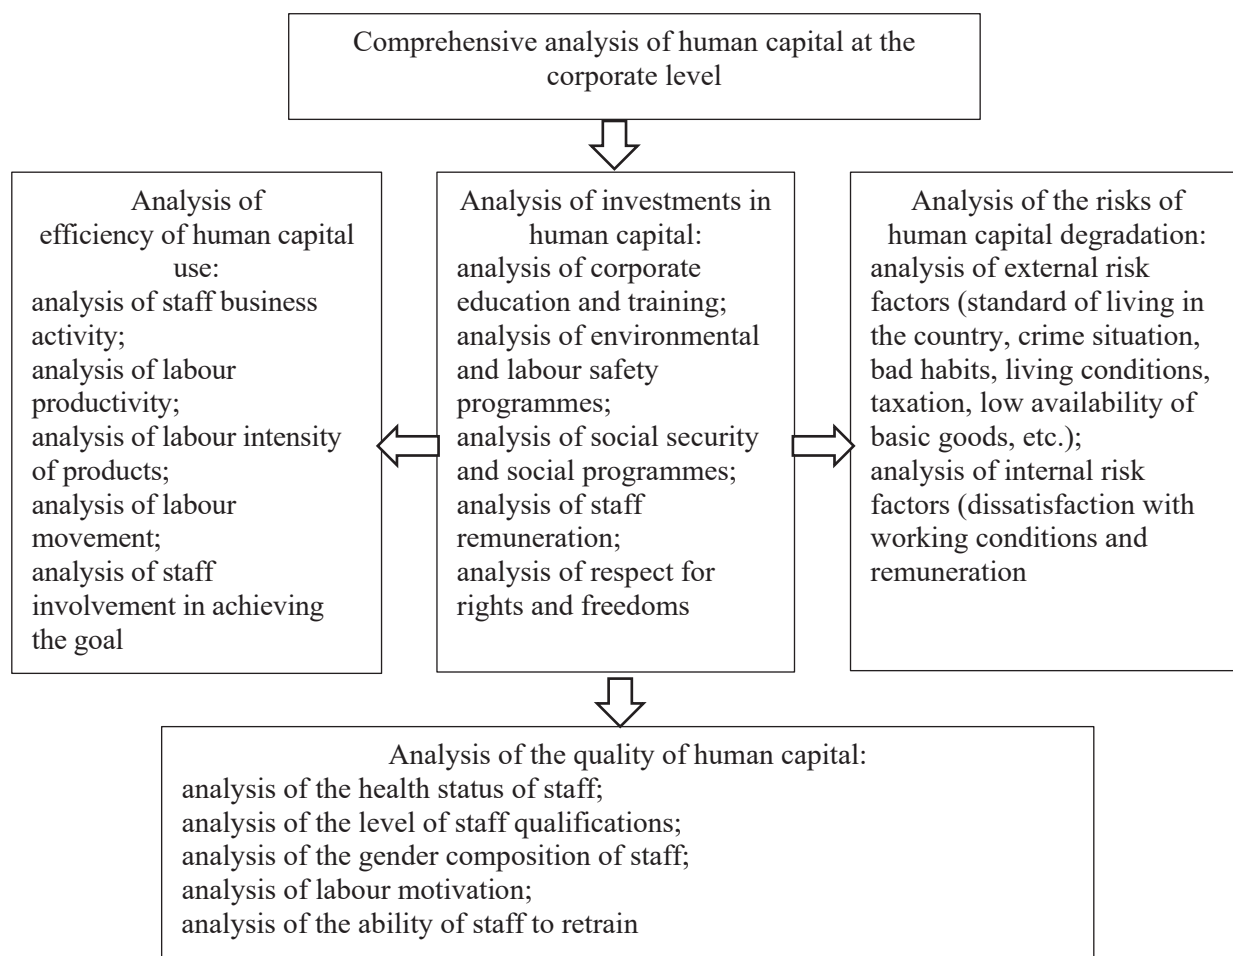 Comprehensive analysis of human capital at the
corporate level
Analysis of
efficiency of human capital
use:
analysis of staff business
activity;
analysis of labour
productivity;
analysis of labour intensity
of products;
analysis of labour
movement;
analysis of staff
involvement in achieving
the goal
Analysis of investments in
human capital:
analysis of corporate
education and training;
analysis of environmental
and labour safety
programmes;
analysis of social security
and social programmes;
analysis of staff
remuneration;
analysis of respect for
rights and freedoms
Analysis of the risks of
human capital degradation:
analysis of external risk
factors (standard of living in
the country, crime situation,
bad habits, living conditions,
taxation, low availability of
basic goods, etc.);
analysis of internal risk
factors (dissatisfaction with
working conditions and
remuneration
Analysis of the quality of human capital:
analysis of the health status of staff;
analysis of the level of staff qualifications;
analysis of the gender composition of staff;
analysis of labour motivation;
analysis of the ability of staff to retrain